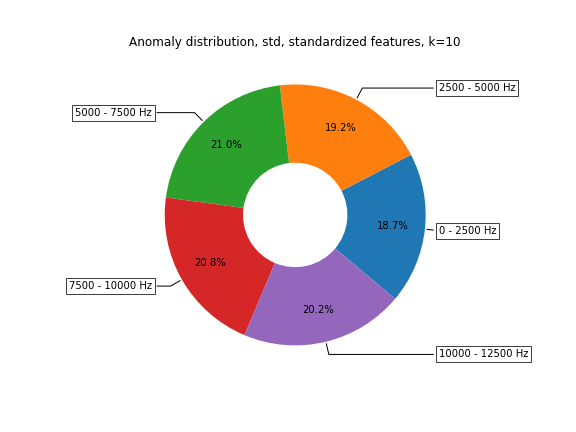 Anomaly distribution, std, standardized features, k=10
2500 - 5000 Hz
5000 - 7500 Hz
19.2%
21.0%
18.7%
0 - 2500 Hz
20.8%
7500 - 10000 Hz
20.2%
10000 - 12500 Hz